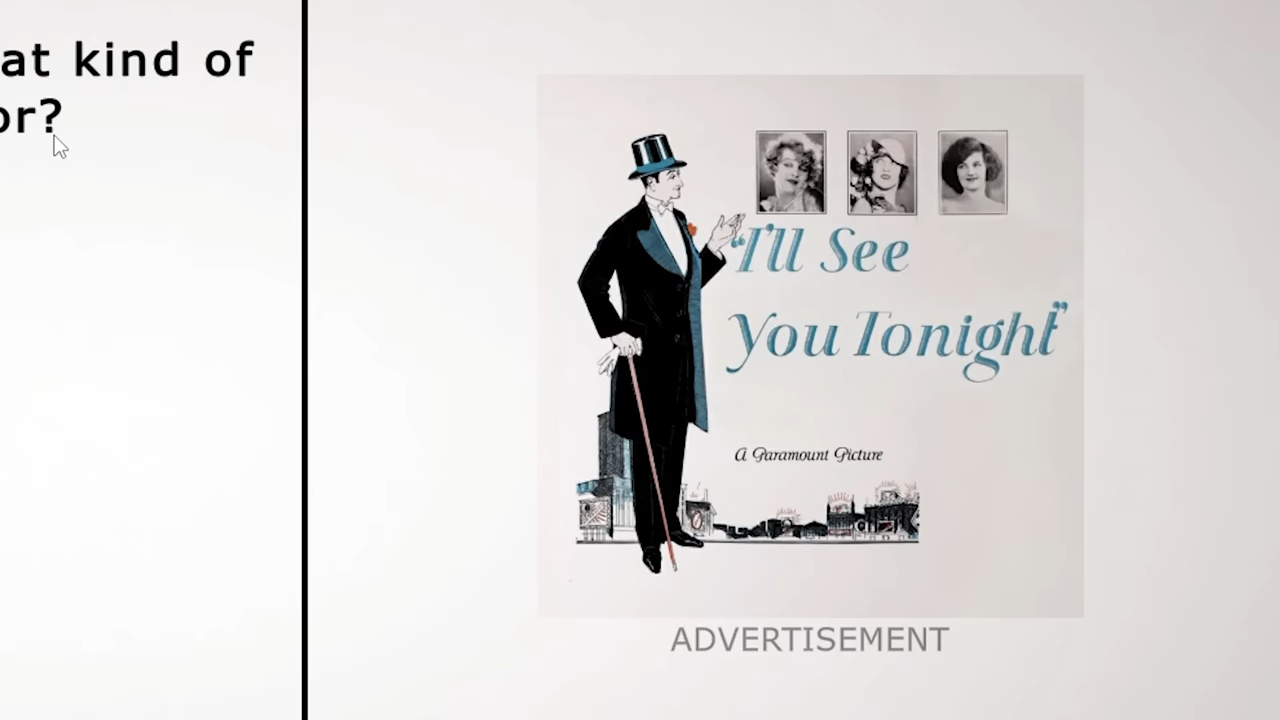 at kind of
or?
“I'll See
You Tonight”
A Paramount Picture
ADVERTISEMENT